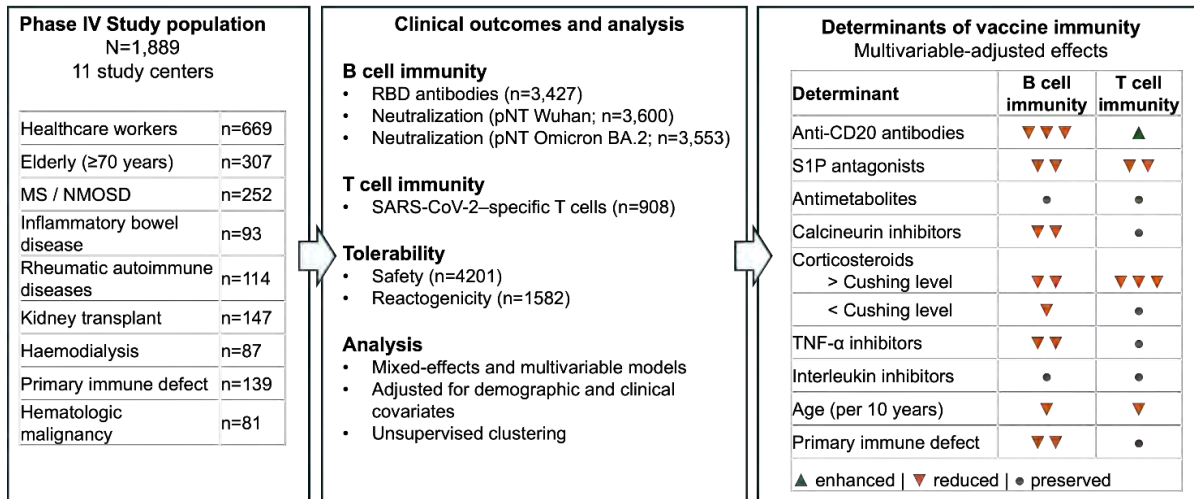 Phase IV Study population
N=1,889
11 study centers
Healthcare workers n=669
Elderly (≥70 years) n=307
MS / NMOSD n=252
Inflammatory bowel
disease n=93
Rheumatic autoimmune
diseases n=114
Kidney transplant n=147
Haemodialysis n=87
Primary immune defect n=139
Hematologic
malignancy n=81
Clinical outcomes and analysis
B cell immunity
• RBD antibodies (n=3,427)
• Neutralization (pNT Wuhan; n=3,600)
• Neutralization (pNT Omicron BA.2; n=3,553)
T cell immunity
• SARS-CoV-2–specific T cells (n=908)
Tolerability
• Safety (n=4201)
• Reactogenicity (n=1582)
Analysis
• Mixed-effects and multivariable models
• Adjusted for demographic and clinical
covariates
• Unsupervised clustering
Determinants of vaccine immunity
Multivariable-adjusted effects
Determinant B cell immunity T cell immunity
Anti-CD20 antibodies ▼ ▼ ▼ ▲
S1P antagonists ▼ ▼ ▼ ▼
Antimetabolites ● ●
Calcineurin inhibitors ▼ ▼ ●
Corticosteroids
> Cushing level ▼ ▼ ▼ ▼ ▼
< Cushing level ▼ ●
TNF-α inhibitors ▼ ▼ ●
Interleukin inhibitors ● ●
Age (per 10 years) ▼ ▼
Primary immune defect ▼ ▼ ●
▲ enhanced | ▼ reduced | ● preserved